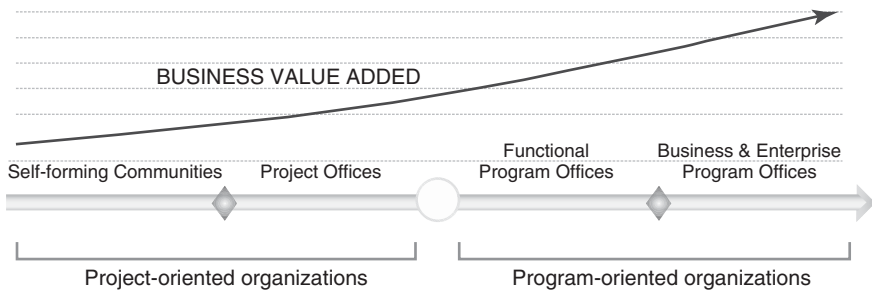 BUSINESS VALUE ADDED
Self-forming Communities
Project Offices
Functional
Program Offices
Business & Enterprise
Program Offices
Project-oriented organizations
Program-oriented organizations